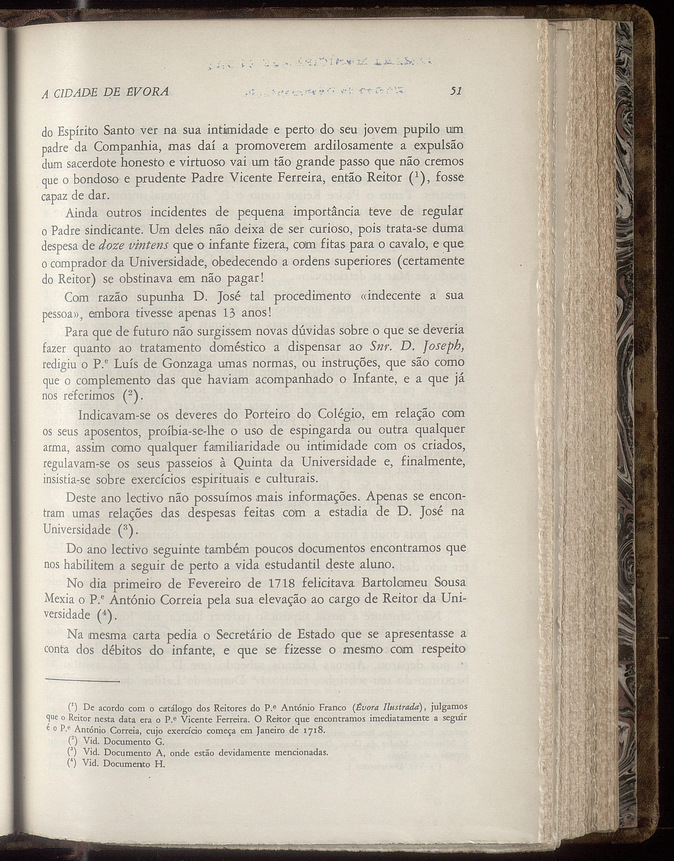 A CIDADE DE ÉVORA 51
do Espírito Santo ver na sua intimidade e perto do seu jovem pupilo um
padre da Companhia, mas daí a promoverem ardilosamente a expulsão
dum sacerdote honesto e virtuoso vai um tão grande passo que não cremos
que o bondoso e prudente Padre Vicente Ferreira, então Reitor (¹), fosse
capaz de dar.
Ainda outros incidentes de pequena importância teve de regular
o Padre sindicante. Um deles não deixa de ser curioso, pois trata-se duma
despesa de doze vintens que o infante fizera, com fitas para o cavalo, e que
o comprador da Universidade, obedecendo a ordens superiores (certamente
do Reitor) se obstinava em não pagar!
Com razão supunha D. José tal procedimento «indecente a sua
pessoa», embora tivesse apenas 13 anos!
Para que de futuro não surgissem novas dúvidas sobre o que se deveria
fazer quanto ao tratamento doméstico a dispensar ao Snr. D. Joseph,
redigiu o P.ᵉ Luís de Gonzaga umas normas, ou instruções, que são como
que o complemento das que haviam acompanhado o Infante, e a que já
nos referimos (²).
Indicavam-se os deveres do Porteiro do Colégio, em relação com
os seus aposentos, proíbia-se-lhe o uso de espingarda ou outra qualquer
arma, assim como qualquer familiaridade ou intimidade com os criados,
regulavam-se os seus passeios à Quinta da Universidade e, finalmente,
insistia-se sobre exercícios espirituais e culturais.
Deste ano lectivo não possuímos mais informações. Apenas se encon-
tram umas relações das despesas feitas com a estadia de D. José na
Universidade (³).
Do ano lectivo seguinte também poucos documentos encontramos que
nos habilitem a seguir de perto a vida estudantil deste aluno.
No dia primeiro de Fevereiro de 1718 felicitava Bartolomeu Sousa
Mexia o P.ᵉ António Correia pela sua elevação ao cargo de Reitor da Uni-
versidade (⁴).
Na mesma carta pedia o Secretário de Estado que se apresentasse a
conta dos débitos do infante, e que se fizesse o mesmo com respeito
(¹) De acordo com o catálogo dos Reitores do P.ᵉ António Franco (Évora Ilustrada), julgamos
que o Reitor nesta data era o P.ᵉ Vicente Ferreira. O Reitor que encontramos imediatamente a seguir
é o P.ᵉ António Correia, cujo exercício começa em Janeiro de 1718.
(²) Vid. Documento G.
(³) Vid. Documento A, onde estão devidamente mencionadas.
(⁴) Vid. Documento H.